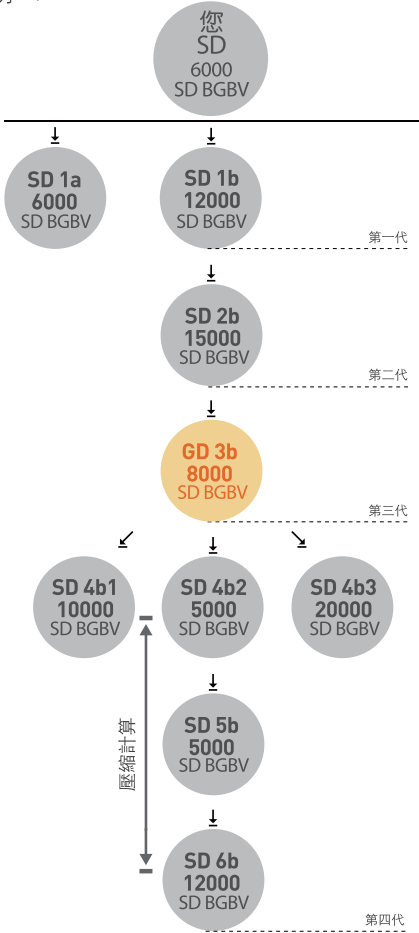 您
SD
6000
SD BGBV
SD 1a
6000
SD BGBV
SD 1b
12000
SD BGBV
第一代
SD 2b
15000
SD BGBV
第二代
GD 3b
8000
SD BGBV
第三代
SD 4b1
10000
SD BGBV
SD 4b2
5000
SD BGBV
SD 4b3
20000
SD BGBV
壓縮計算
SD 5b
5000
SD BGBV
SD 6b
12000
SD BGBV
第四代